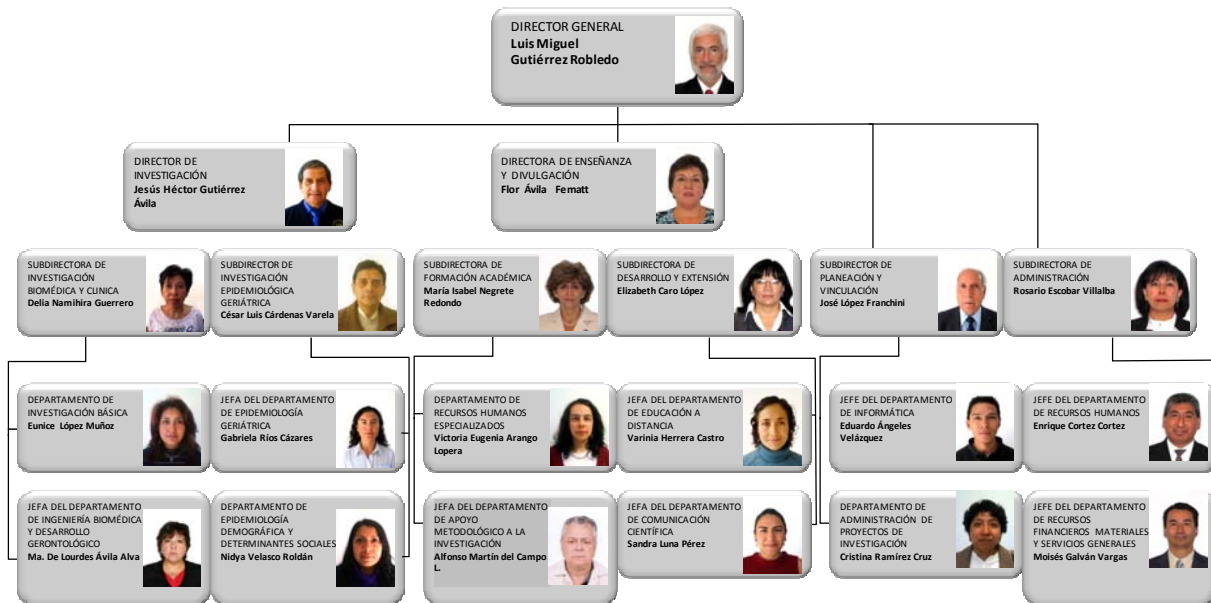 DIRECTOR GENERAL
Luis Miguel
Gutiérrez Robledo
DIRECTOR DE
INVESTIGACIÓN
Jesús Héctor Gutiérrez
Ávila
DIRECTORA DE ENSEÑANZA
Y DIVULGACIÓN
Flor Ávila Fematt
SUBDIRECTORA DE
INVESTIGACIÓN
BIOMÉDICA Y CLINICA
Delia Namihira Guerrero
SUBDIRECTOR DE
INVESTIGACIÓN
EPIDEMIOLÓGICA
GERIÁTRICA
César Luis Cárdenas Varela
SUBDIRECTORA DE
FORMACIÓN ACADÉMICA
María Isabel Negrete
Redondo
SUBDIRECTORA DE
DESARROLLO Y EXTENSIÓN
Elizabeth Caro López
SUBDIRECTOR DE
PLANEACIÓN Y
VINCULACIÓN
José López Franchini
SUBDIRECTORA DE
ADMINISTRACIÓN
Rosario Escobar Villalba
DEPARTAMENTO DE
INVESTIGACIÓN BÁSICA
Eunice López Muñoz
JEFA DEL DEPARTAMENTO
DE EPIDEMIOLOGÍA
GERIÁTRICA
Gabriela Ríos Cázares
DEPARTAMENTO DE
RECURSOS HUMANOS
ESPECIALIZADOS
Victoria Eugenia Arango
Lopera
JEFA DEL DEPARTAMENTO
DE EDUCACIÓN A
DISTANCIA
Varinia Herrera Castro
JEFE DEL DEPARTAMENTO
DE INFORMÁTICA
Eduardo Ángeles
Velázquez
JEFE DEL DEPARTAMENTO
DE RECURSOS HUMANOS
Enrique Cortez Cortez
JEFA DEL DEPARTAMENTO
DE INGENIERÍA BIOMÉDICA
Y DESARROLLO
GERONTOLÓGICO
Ma. De Lourdes Ávila Alva
DEPARTAMENTO DE
EPIDEMIOLOGÍA
DEMOGRÁFICA Y
DETERMINANTES SOCIALES
Nidya Velasco Roldán
JEFA DEL DEPARTAMENTO
DE APOYO
METODOLÓGICO A LA
INVESTIGACIÓN
Alfonso Martín del Campo
L.
JEFA DEL DEPARTAMENTO
DE COMUNICACIÓN
CIENTÍFICA
Sandra Luna Pérez
DEPARTAMENTO DE
ADMINISTRACIÓN DE
PROYECTOS DE
INVESTIGACIÓN
Cristina Ramírez Cruz
JEFE DEL DEPARTAMENTO
DE RECURSOS
FINANCIEROS MATERIALES
Y SERVICIOS GENERALES
Moisés Galván Vargas